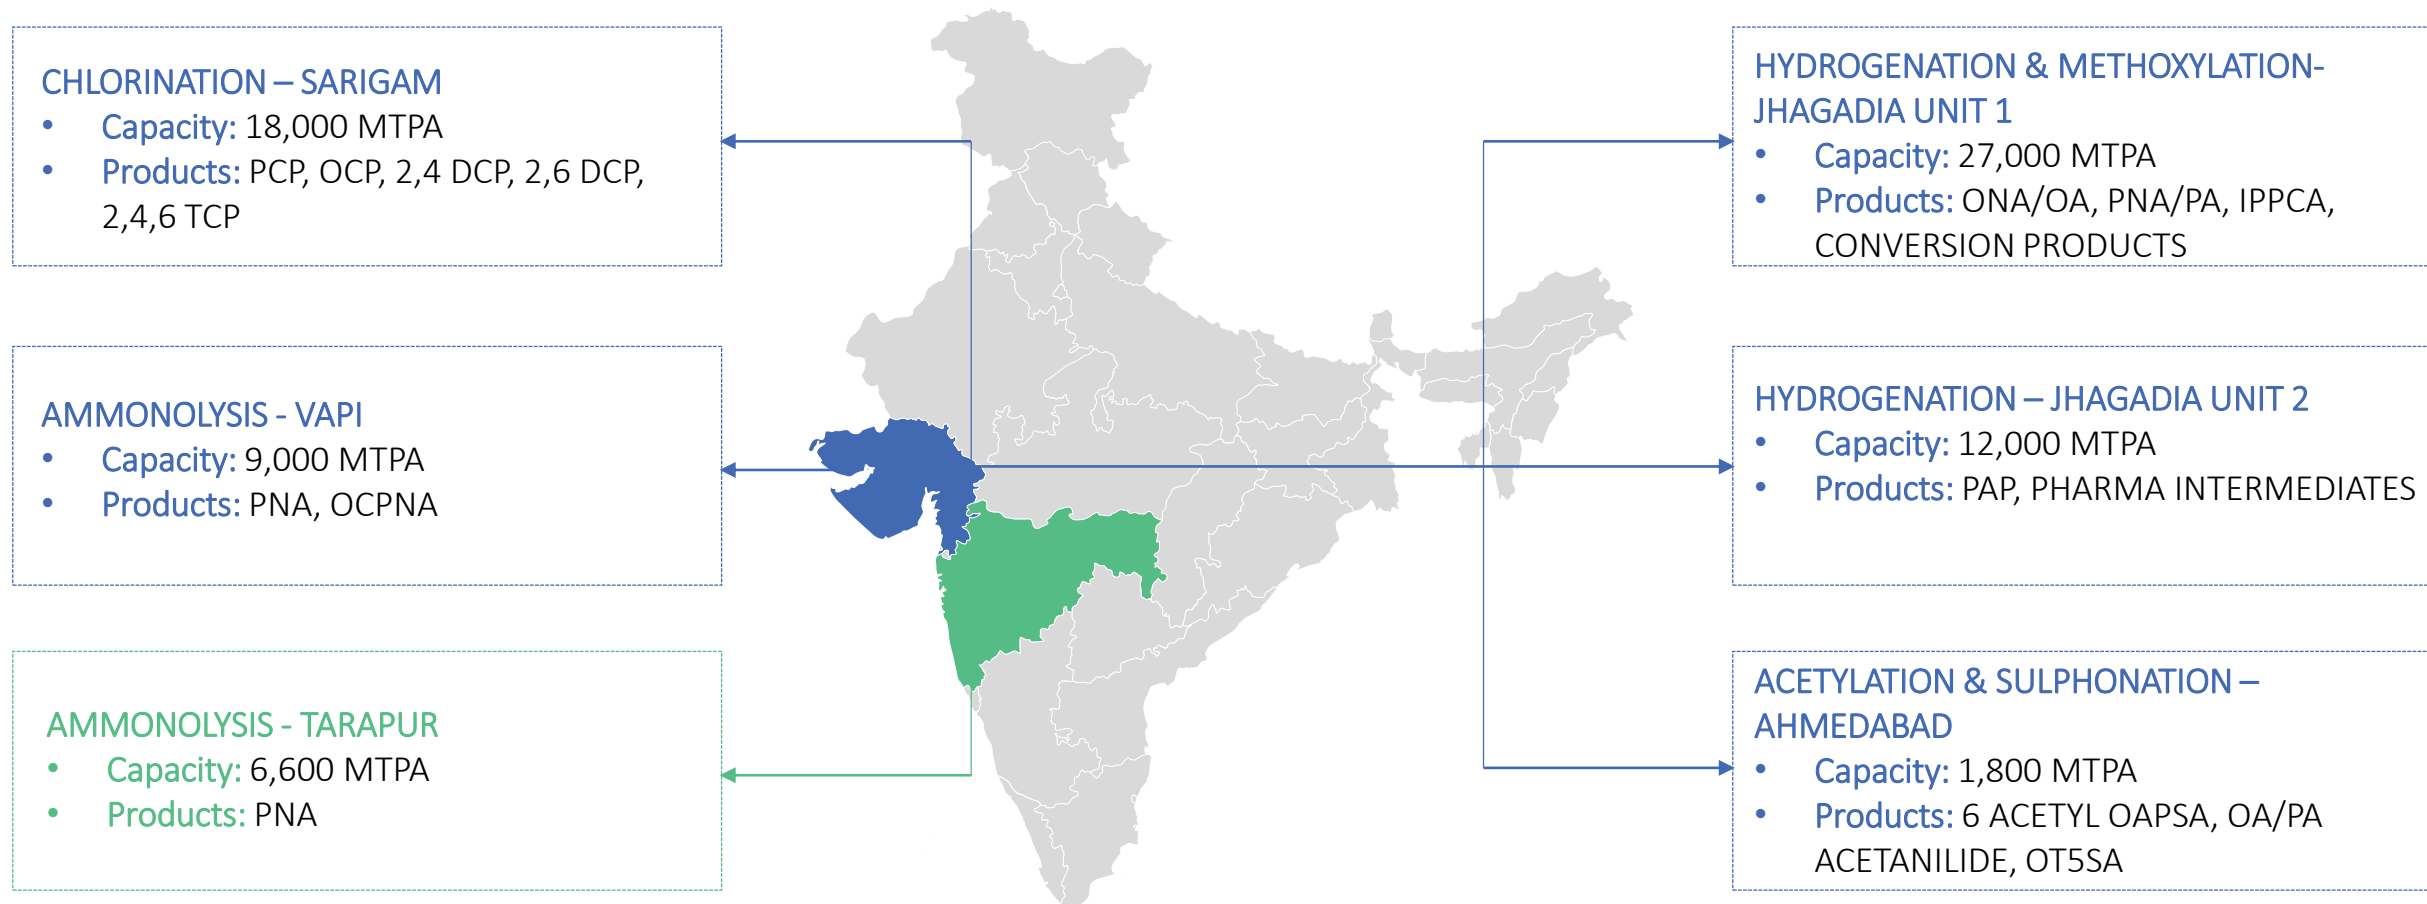 CHLORINATION – SARIGAM
• Capacity: 18,000 MTPA
• Products: PCP, OCP, 2,4 DCP, 2,6 DCP,
2,4,6 TCP
AMMONOLYSIS - VAPI
• Capacity: 9,000 MTPA
• Products: PNA, OCPNA
AMMONOLYSIS - TARAPUR
• Capacity: 6,600 MTPA
• Products: PNA
HYDROGENATION & METHOXYLATION-
JHAGADIA UNIT 1
• Capacity: 27,000 MTPA
• Products: ONA/OA, PNA/PA, IPPCA,
CONVERSION PRODUCTS
HYDROGENATION – JHAGADIA UNIT 2
• Capacity: 12,000 MTPA
• Products: PAP, PHARMA INTERMEDIATES
ACETYLATION & SULPHONATION –
AHMEDABAD
• Capacity: 1,800 MTPA
• Products: 6 ACETYL OAPSA, OA/PA
ACETANILIDE, OT5SA